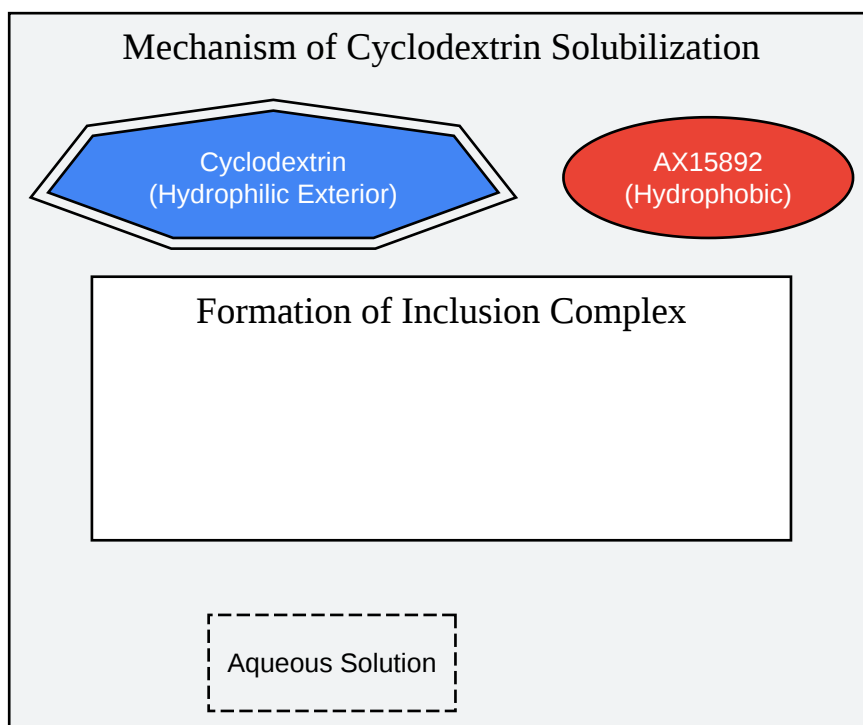 Mechanism of Cyclodextrin Solubilization
Cyclodextrin
(Hydrophilic Exterior)
AX15892
(Hydrophobic)
Formation of Inclusion Complex
Aqueous Solution